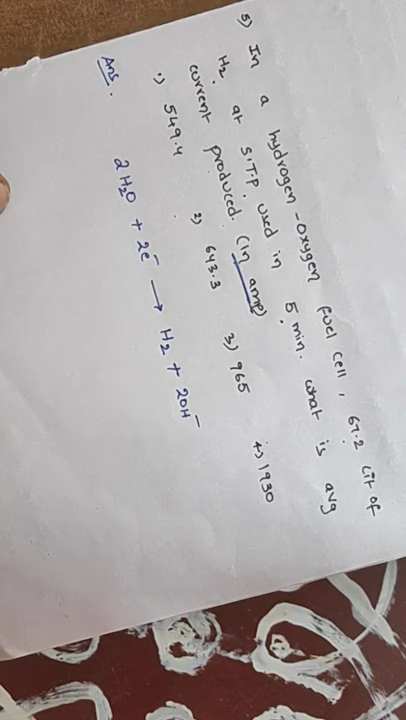 5) In a hydrogen-oxygen fuel cell, 67.2 Lit of
H2 at S.T.P. used in 5 min. what is avg
current produced. (in amp)
1) 549.4 2) 643.3 3) 965 4) 1930
Ans. 2H2O + 2e⁻ → H2 + 2OH⁻